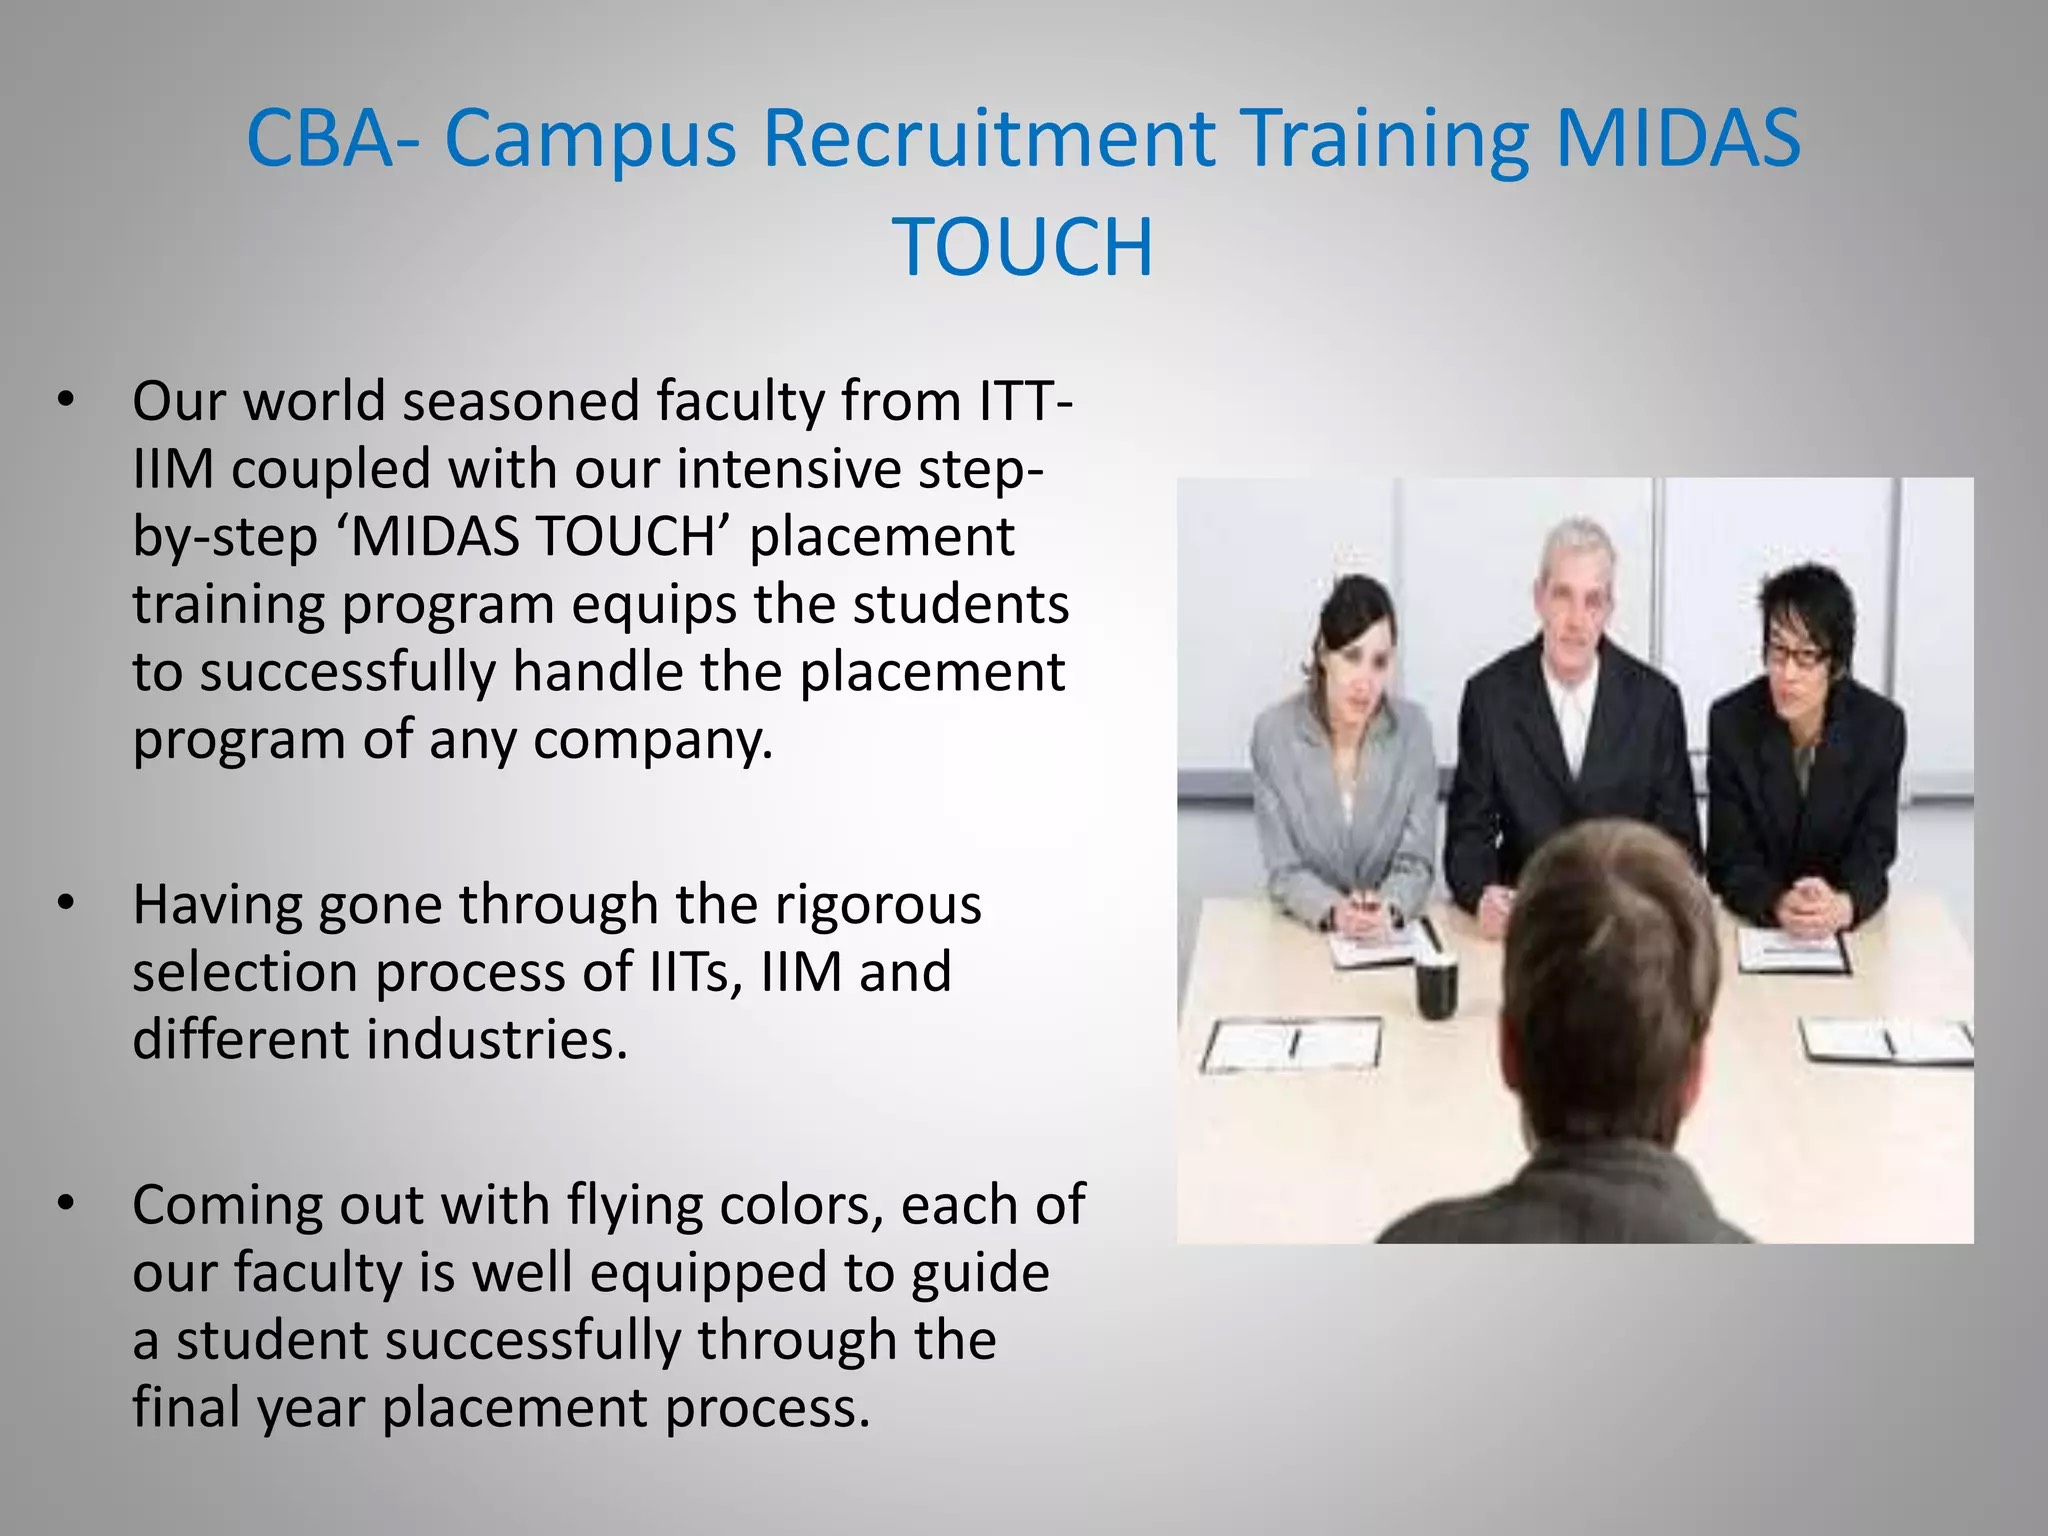 CBA- Campus Recruitment Training MIDAS
TOUCH
• Our world seasoned faculty from ITT-
IIM coupled with our intensive step-
by-step ‘MIDAS TOUCH’ placement
training program equips the students
to successfully handle the placement
program of any company.
• Having gone through the rigorous
selection process of IITs, IIM and
different industries.
• Coming out with flying colors, each of
our faculty is well equipped to guide
a student successfully through the
final year placement process.